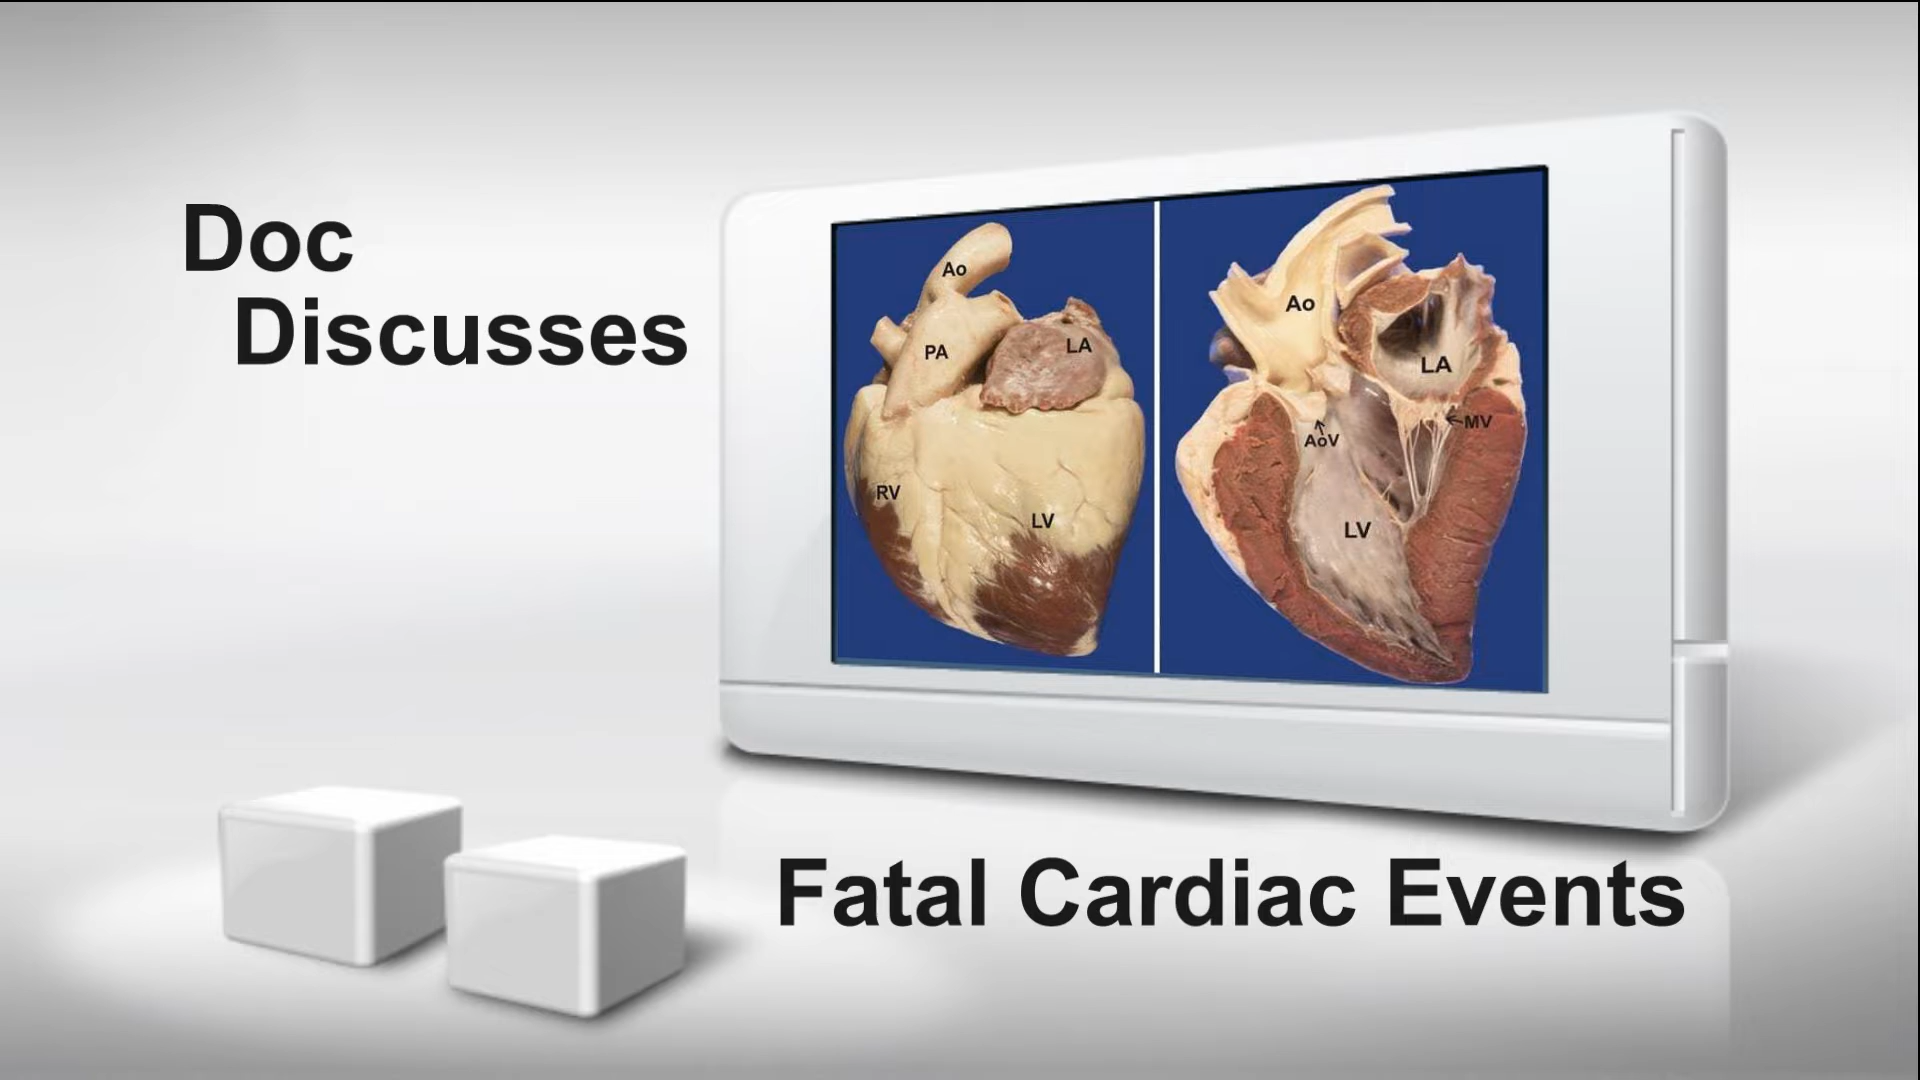 Doc
Discusses
Ao
PA
LA
RV
LV
Ao
LA
MV
AoV
LV
Fatal Cardiac Events